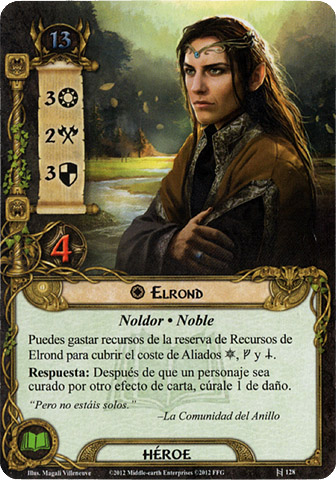 13
3
2
3
4
Elrond
Noldor • Noble
Puedes gastar recursos de la reserva de Recursos de
Elrond para cubrir el coste de Aliados , y .
Respuesta: Después de que un personaje sea
curado por otro efecto de carta, cúrale 1 de daño.
“Pero no estáis solos.”
–La Comunidad del Anillo
HÉROE
Illus. Magali Villeneuve ©2012 Middle-earth Enterprises ©2012 FFG 128